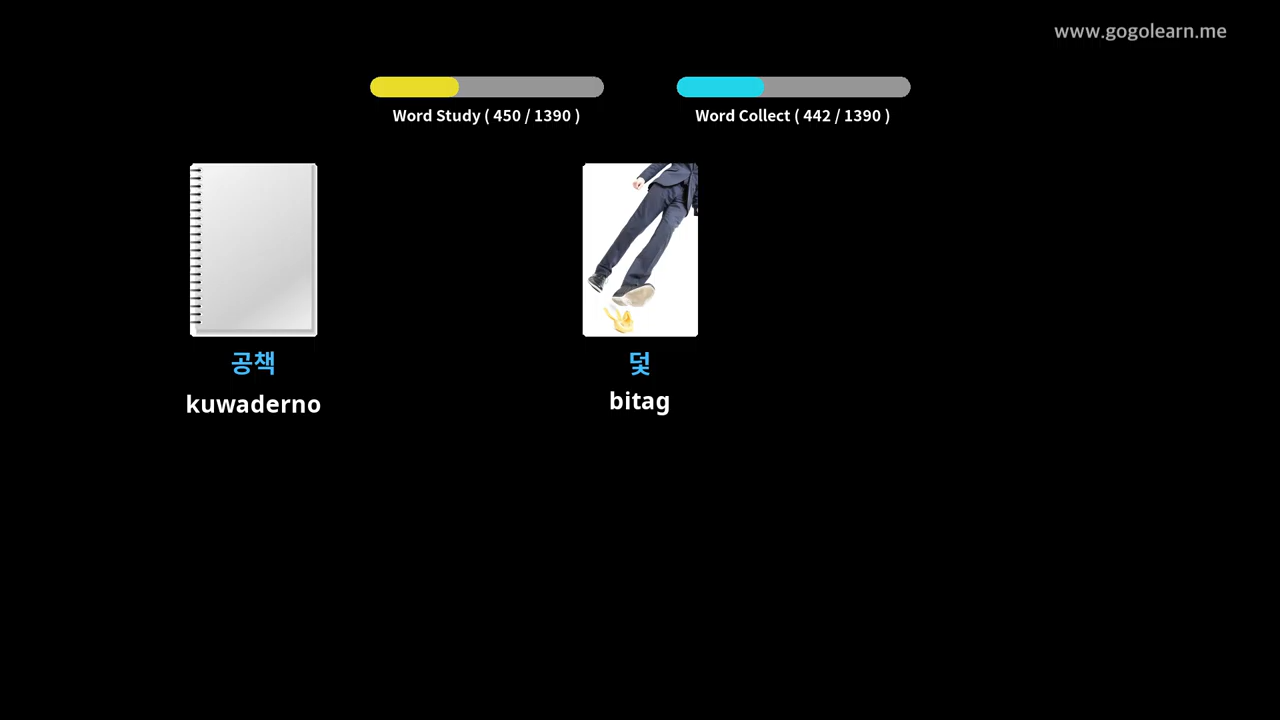 www.gogolearn.me
Word Study ( 450 / 1390 )
Word Collect ( 442 / 1390 )
공책
kuwaderno
덫
bitag